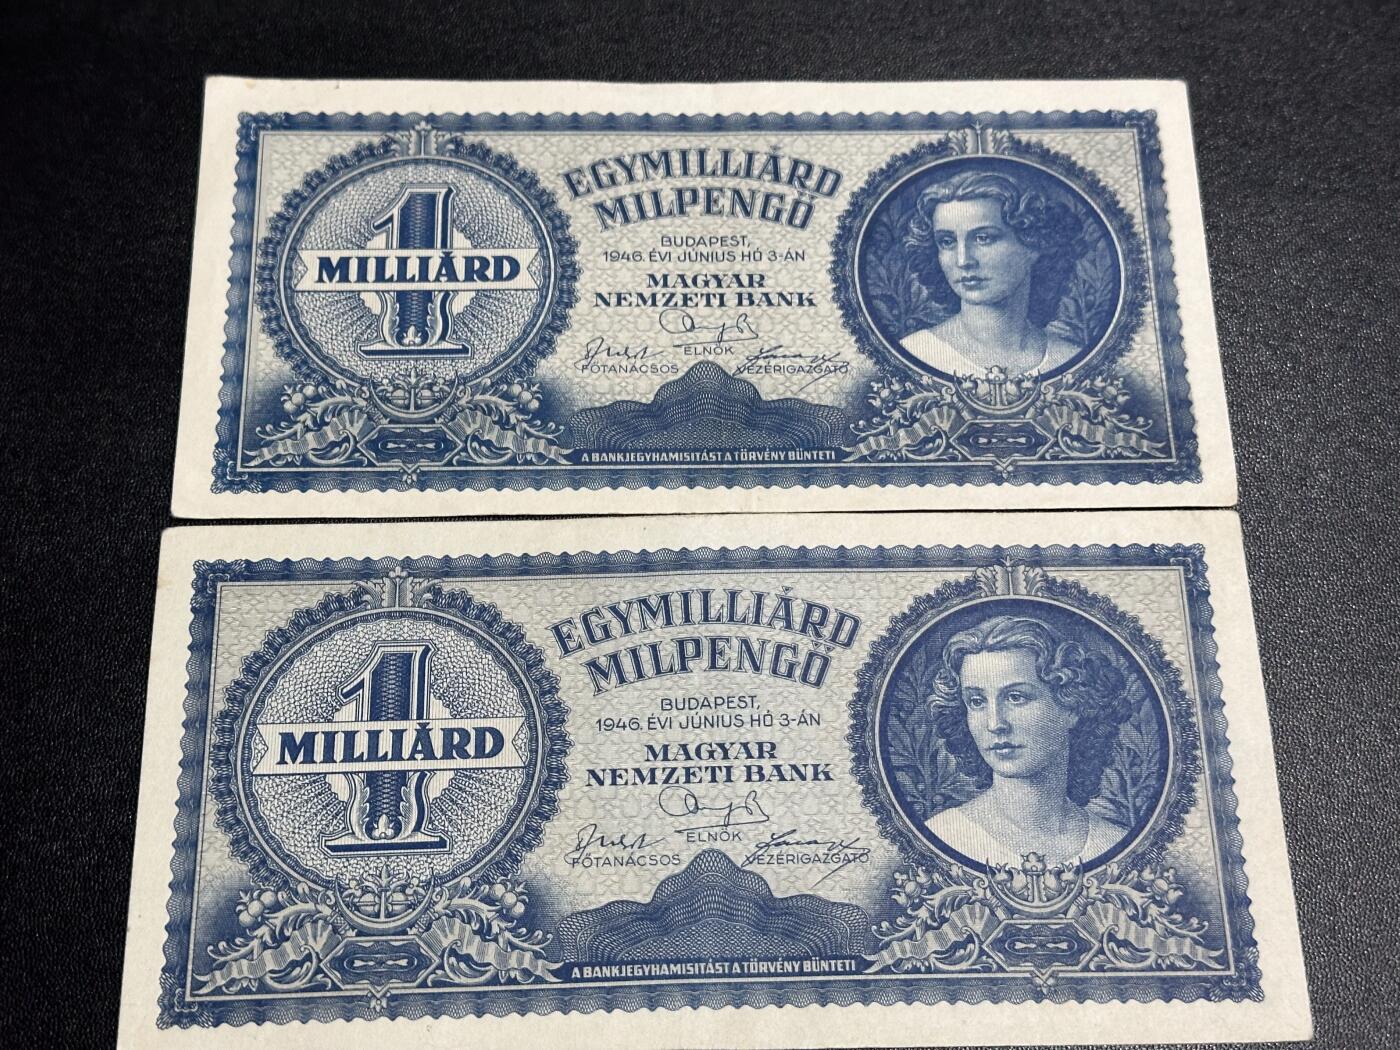 EGYMILLIÁRD
MILPENGŐ
1
MILLIÁRD
BUDAPEST,
1946. ÉVI JÚNIUS HÓ 3-ÁN
MAGYAR
NEMZETI BANK
ELNÖK
FŐTANÁCSOS
VEZÉRIGAZGATÓ
A BANKJEGYHAMISITÁST A TÖRVÉNY BÜNTETI
EGYMILLIÁRD
MILPENGŐ
1
MILLIÁRD
BUDAPEST,
1946. ÉVI JÚNIUS HÓ 3-ÁN
MAGYAR
NEMZETI BANK
ELNÖK
FŐTANÁCSOS
VEZÉRIGAZGATÓ
A BANKJEGYHAMISITÁST A TÖRVÉNY BÜNTETI